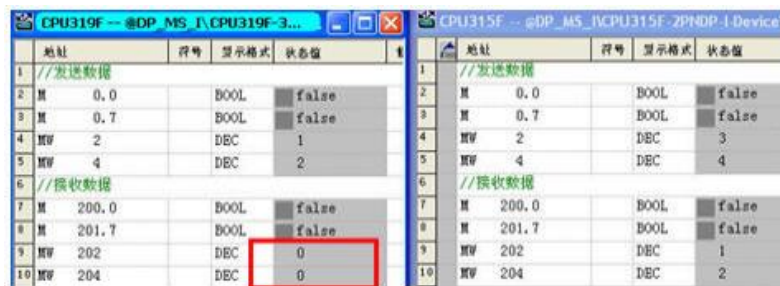 CPU319F -- @DP_MS_I\CPU319F-3...
地址 符号 显示格式 状态值
1 //发送数据
2 M 0.0 BOOL false
3 M 0.7 BOOL false
4 MW 2 DEC 1
5 MW 4 DEC 2
6 //接收数据
7 M 200.0 BOOL false
8 M 201.7 BOOL false
9 MW 202 DEC 0
10 MW 204 DEC 0
CPU315F -- @DP_MS_I\CPU315F-2PNDP-I-Device
地址 符号 显示格式 状态值
1 //发送数据
2 M 0.0 BOOL false
3 M 0.7 BOOL false
4 MW 2 DEC 3
5 MW 4 DEC 4
6 //接收数据
7 M 200.0 BOOL false
8 M 201.7 BOOL false
9 MW 202 DEC 1
10 MW 204 DEC 2